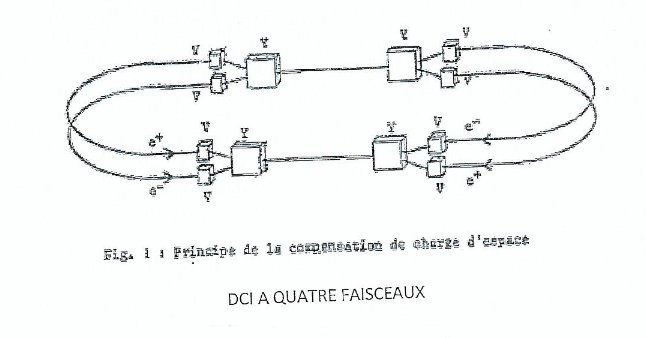 V Y Y V
V V
V Y V e⁻
e⁺
e⁻ V V e⁺
Fig. 1 : Principe de la compensation de charge d'espace
DCI A QUATRE FAISCEAUX